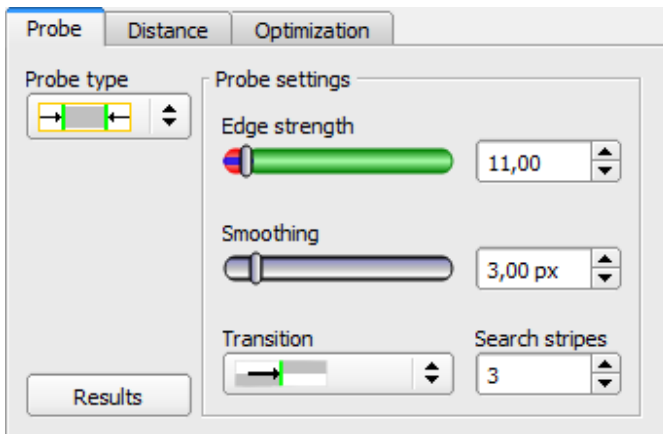 Probe
Distance
Optimization
Probe type
Probe settings
Edge strength
11,00
Smoothing
3,00 px
Transition
Search stripes
3
Results